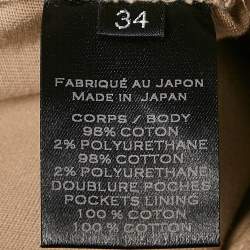 34
FABRIQUÉ AU JAPON
MADE IN JAPAN
CORPS / BODY
98% COTON
2% POLYURETHANE
98% COTTON
2% POLYURETHANE
DOUBLURE POCHES
POCKETS LINING
100 % COTON
100 % COTTON